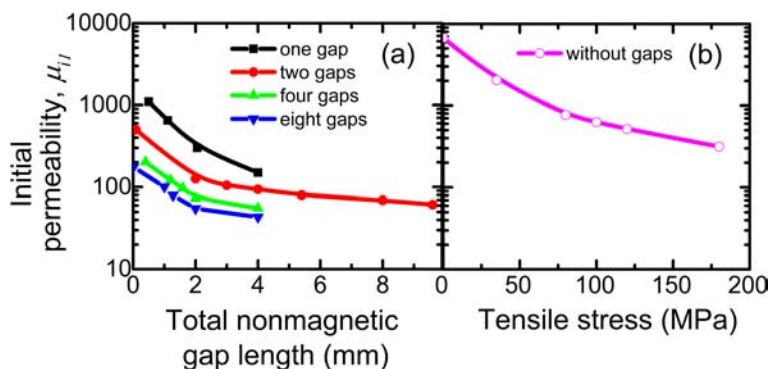 10000
1000
100
10
Initial
permeability, μi1
(a)
one gap
two gaps
four gaps
eight gaps
0 2 4 6 8
Total nonmagnetic
gap length (mm)
(b)
without gaps
0 50 100 150 200
Tensile stress (MPa)